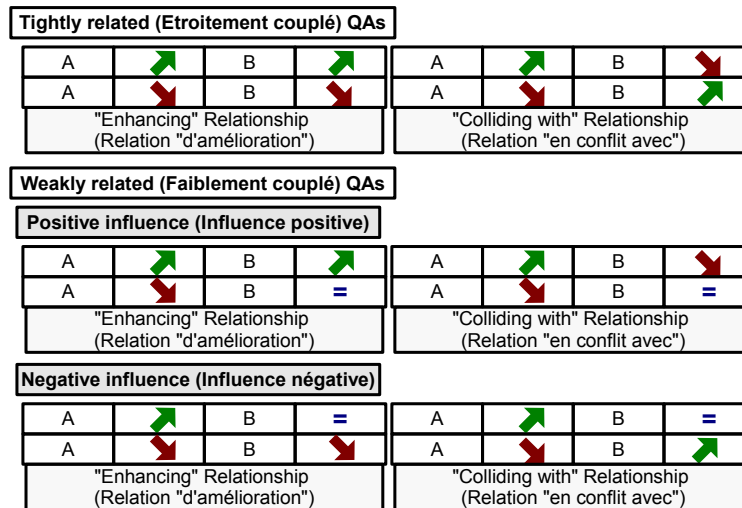 Tightly related (Etroitement couplé) QAs
A B A B
A B A B
"Enhancing" Relationship
(Relation "d'amélioration")
"Colliding with" Relationship
(Relation "en conflit avec")
Weakly related (Faiblement couplé) QAs
Positive influence (Influence positive)
A B A B
A B = A B =
"Enhancing" Relationship
(Relation "d'amélioration")
"Colliding with" Relationship
(Relation "en conflit avec")
Negative influence (Influence négative)
A B = A B =
A B A B
"Enhancing" Relationship
(Relation "d'amélioration")
"Colliding with" Relationship
(Relation "en conflit avec")